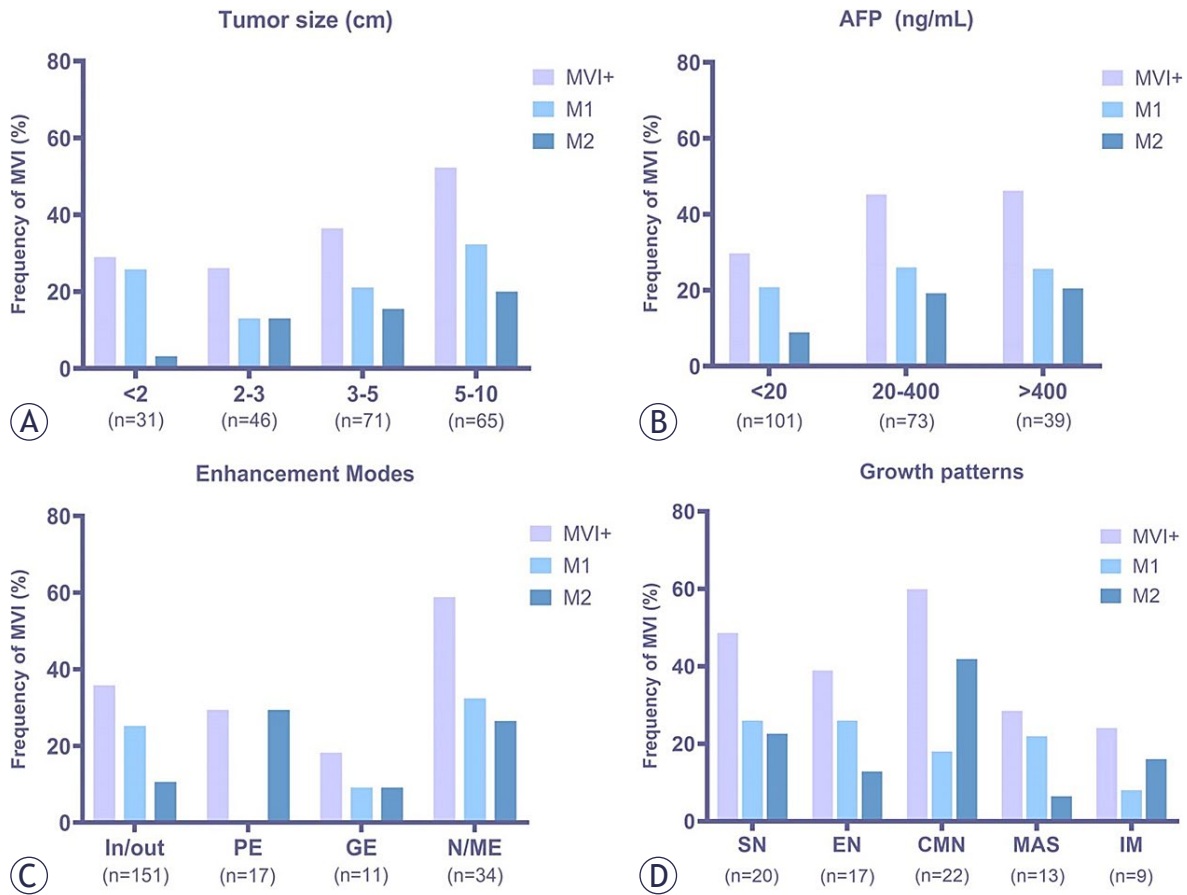 Tumor size (cm)
Frequency of MVI (%)
80
60
40
20
0
MVI+
M1
M2
<2 2-3 3-5 5-10
(n=31) (n=46) (n=71) (n=65)
A
AFP (ng/mL)
Frequency of MVI (%)
80
60
40
20
0
MVI+
M1
M2
<20 20-400 >400
(n=101) (n=73) (n=39)
B
Enhancement Modes
Frequency of MVI (%)
80
60
40
20
0
MVI+
M1
M2
In/out PE GE N/ME
(n=151) (n=17) (n=11) (n=34)
C
Growth patterns
Frequency of MVI (%)
80
60
40
20
0
MVI+
M1
M2
SN EN CMN MAS IM
(n=20) (n=17) (n=22) (n=13) (n=9)
D